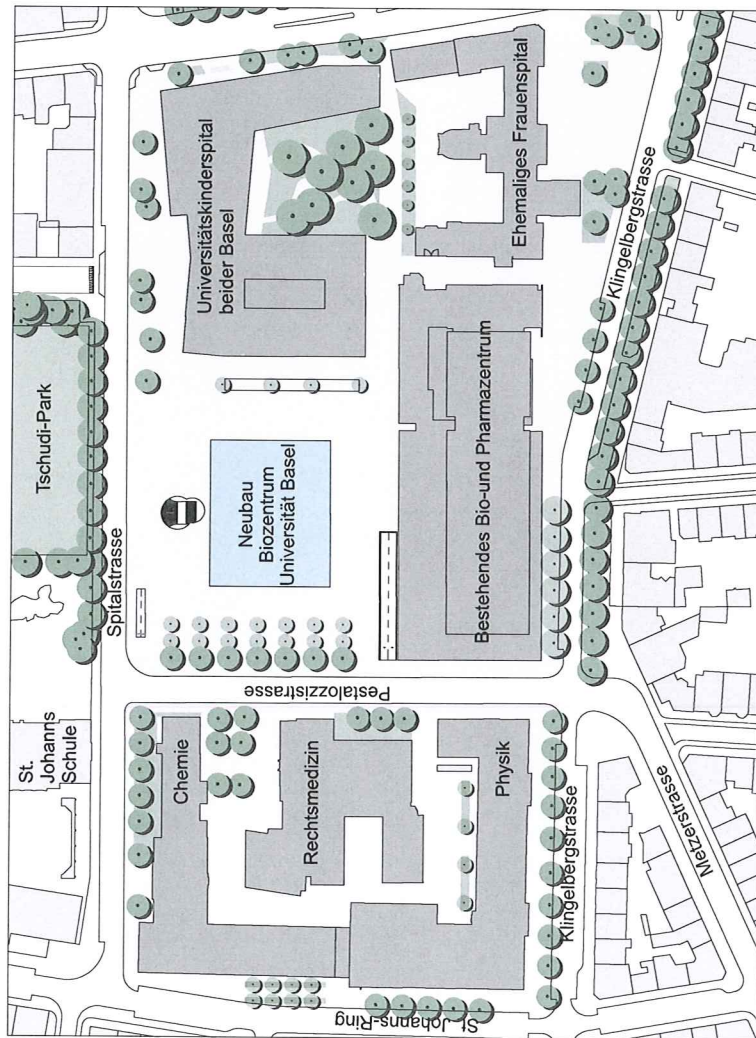 St. Johanns
Schule
Tschudi-Park
Spitalstrasse
Chemie
Neubau
Biozentrum
Universität Basel
Universitätskinderspital
beider Basel
Pestalozzistrasse
Rechtsmedizin
St. Johanns-Ring
Physik
Bestehendes Bio-und Pharmazentrum
Ehemaliges Frauenspital
Klingelbergstrasse
Klingelbergstrasse
Metzerstrasse